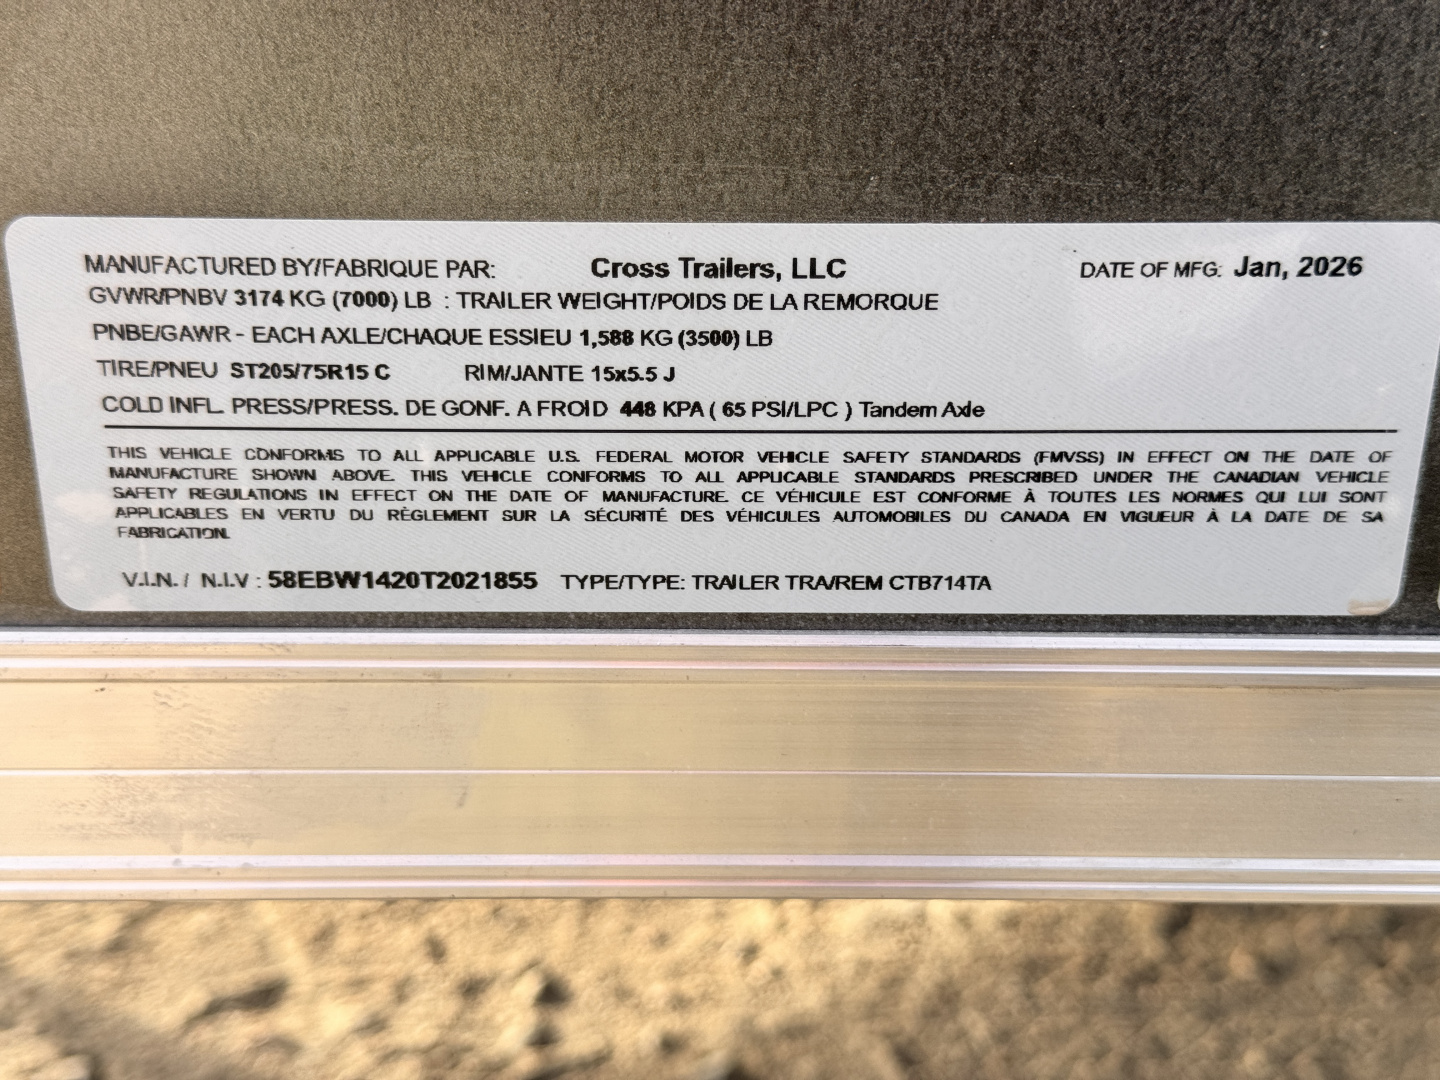 MANUFACTURED BY/FABRIQUE PAR: Cross Trailers, LLC DATE OF MFG: Jan, 2026
GVWR/PNBV 3174 KG (7000) LB : TRAILER WEIGHT/POIDS DE LA REMORQUE
PNBE/GAWR - EACH AXLE/CHAQUE ESSIEU 1,588 KG (3500) LB
TIRE/PNEU ST205/75R15 C RIM/JANTE 15x5.5 J
COLD INFL. PRESS/PRESS. DE GONF. A FROID 448 KPA ( 65 PSI/LPC ) Tandem Axle
THIS VEHICLE CONFORMS TO ALL APPLICABLE U.S. FEDERAL MOTOR VEHICLE SAFETY STANDARDS (FMVSS) IN EFFECT ON THE DATE OF
MANUFACTURE SHOWN ABOVE. THIS VEHICLE CONFORMS TO ALL APPLICABLE STANDARDS PRESCRIBED UNDER THE CANADIAN VEHICLE
SAFETY REGULATIONS IN EFFECT ON THE DATE OF MANUFACTURE. CE VÉHICULE EST CONFORME À TOUTES LES NORMES QUI LUI SONT
APPLICABLES EN VERTU DU RÈGLEMENT SUR LA SÉCURITÉ DES VÉHICULES AUTOMOBILES DU CANADA EN VIGUEUR À LA DATE DE SA
FABRICATION.
V.I.N. / N.I.V : 58EBW1420T2021855 TYPE/TYPE: TRAILER TRA/REM CTB714TA